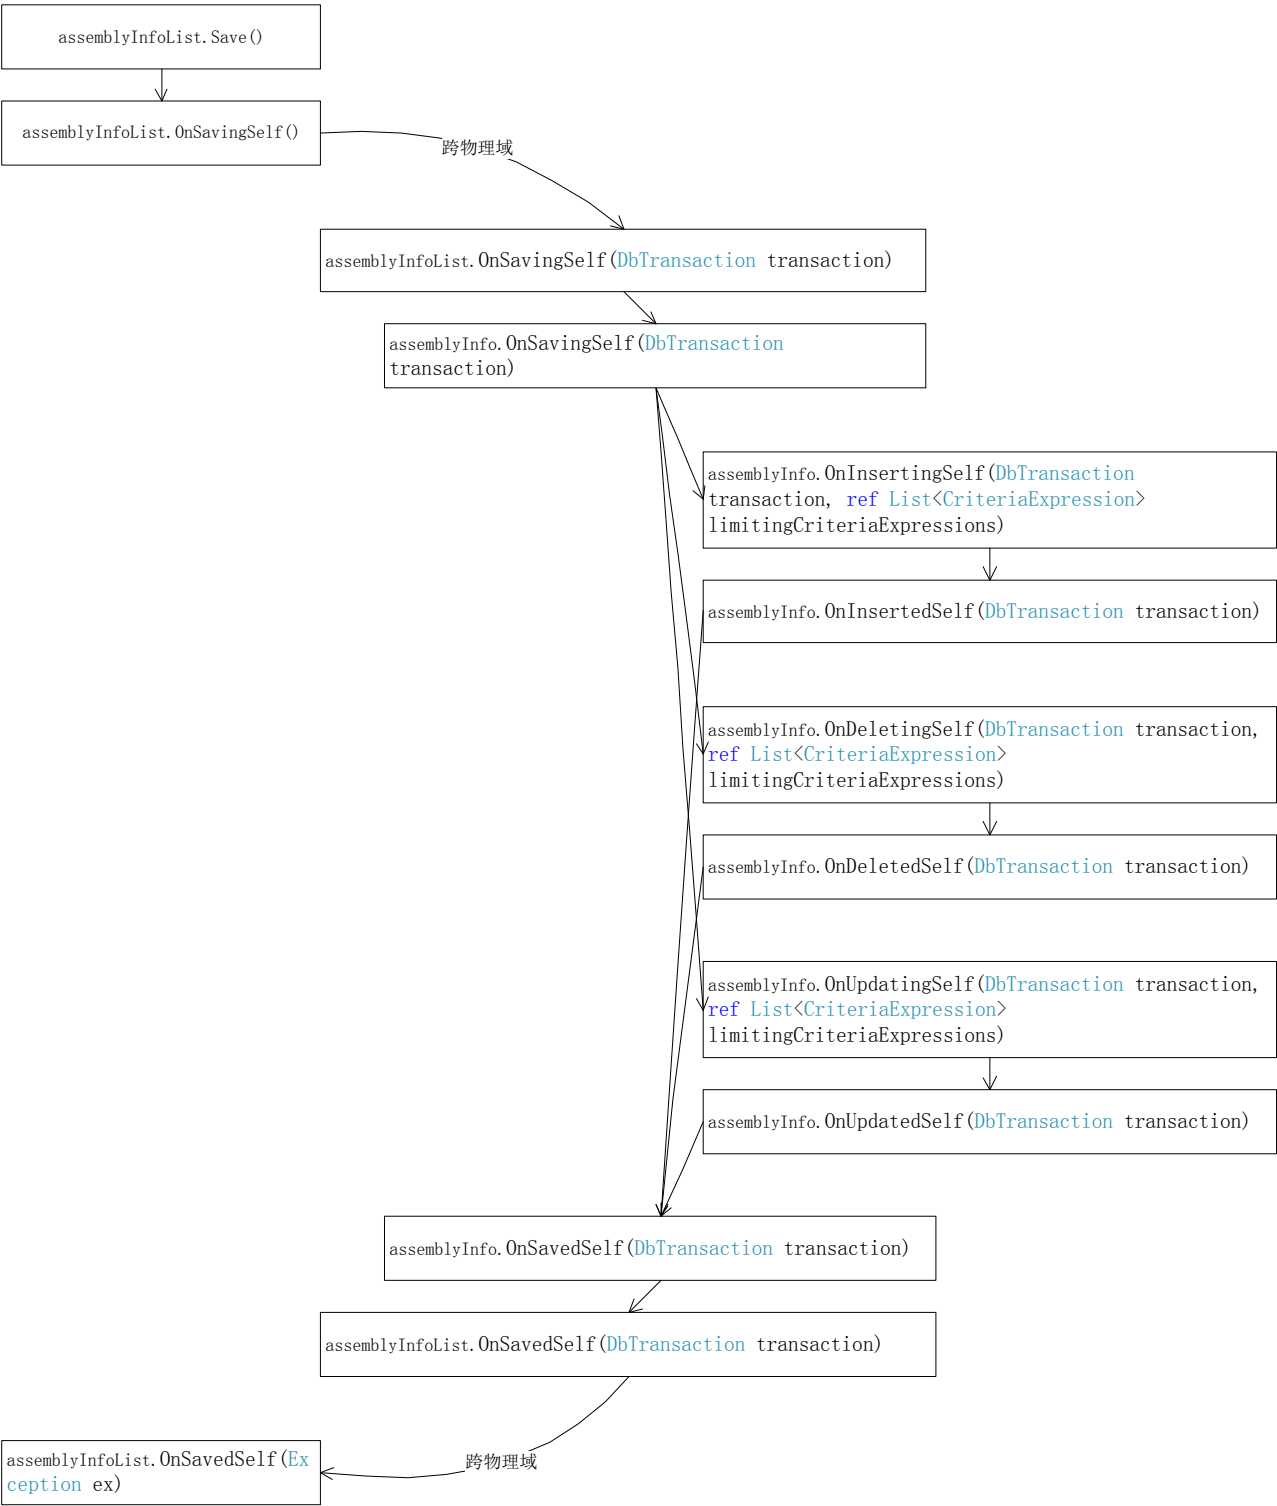 assemblyInfoList.Save()
assemblyInfoList.OnSavingSelf()
跨物理域
assemblyInfoList.OnSavingSelf(DbTransaction transaction)
assemblyInfo.OnSavingSelf(DbTransaction
transaction)
assemblyInfo.OnInsertingSelf(DbTransaction
transaction, ref List<CriteriaExpression>
limitingCriteriaExpressions)
assemblyInfo.OnInsertedSelf(DbTransaction transaction)
assemblyInfo.OnDeletingSelf(DbTransaction transaction,
ref List<CriteriaExpression>
limitingCriteriaExpressions)
assemblyInfo.OnDeletedSelf(DbTransaction transaction)
assemblyInfo.OnUpdatingSelf(DbTransaction transaction,
ref List<CriteriaExpression>
limitingCriteriaExpressions)
assemblyInfo.OnUpdatedSelf(DbTransaction transaction)
assemblyInfo.OnSavedSelf(DbTransaction transaction)
assemblyInfoList.OnSavedSelf(DbTransaction transaction)
跨物理域
assemblyInfoList.OnSavedSelf(Ex
ception ex)